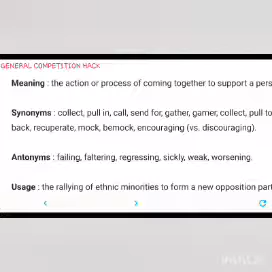 GENERAL COMPETITION HACK
Meaning : the action or process of coming together to support a pers
Synonyms : collect, pull in, call, send for, gather, garner, collect, pull to
back, recuperate, mock, bemock, encouraging (vs. discouraging).
Antonyms : failing, faltering, regressing, sickly, weak, worsening.
Usage : the rallying of ethnic minorities to form a new opposition part